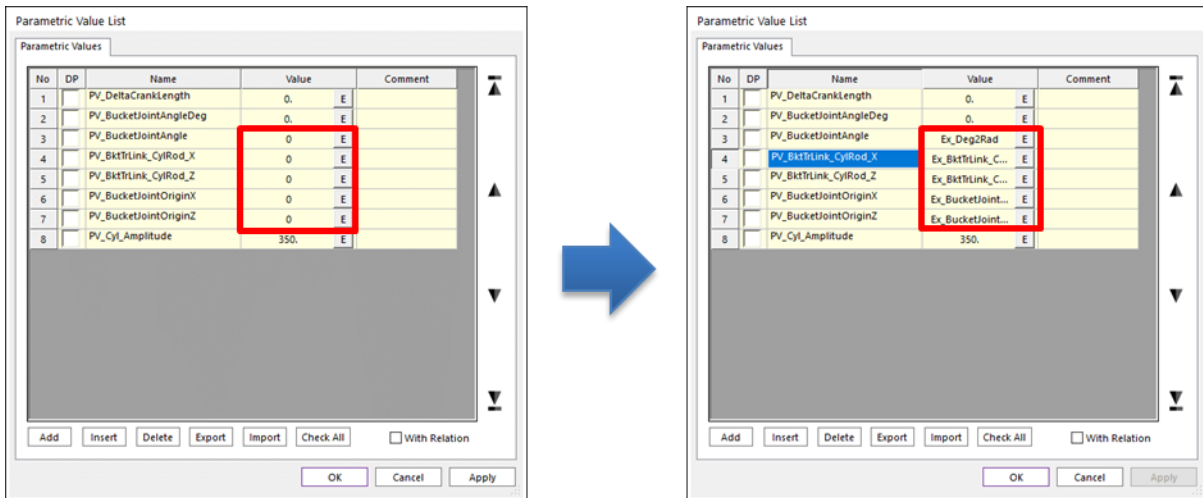 Parametric Value List
Parametric Values
No DP Name Value Comment
1 PV_DeltaCrankLength 0. E
2 PV_BucketJointAngleDeg 0. E
3 PV_BucketJointAngle 0 E
4 PV_BktTrLink_CylRod_X 0 E
5 PV_BktTrLink_CylRod_Z 0 E
6 PV_BucketJointOriginX 0 E
7 PV_BucketJointOriginZ 0 E
8 PV_Cyl_Amplitude 350. E
Add Insert Delete Export Import Check All With Relation
OK Cancel Apply
Parametric Value List
Parametric Values
No DP Name Value Comment
1 PV_DeltaCrankLength 0. E
2 PV_BucketJointAngleDeg 0. E
3 PV_BucketJointAngle Ex_Deg2Rad E
4 PV_BktTrLink_CylRod_X Ex_BktTrLink_C... E
5 PV_BktTrLink_CylRod_Z Ex_BktTrLink_C... E
6 PV_BucketJointOriginX Ex_BucketJoint... E
7 PV_BucketJointOriginZ Ex_BucketJoint... E
8 PV_Cyl_Amplitude 350. E
Add Insert Delete Export Import Check All With Relation
OK Cancel Apply